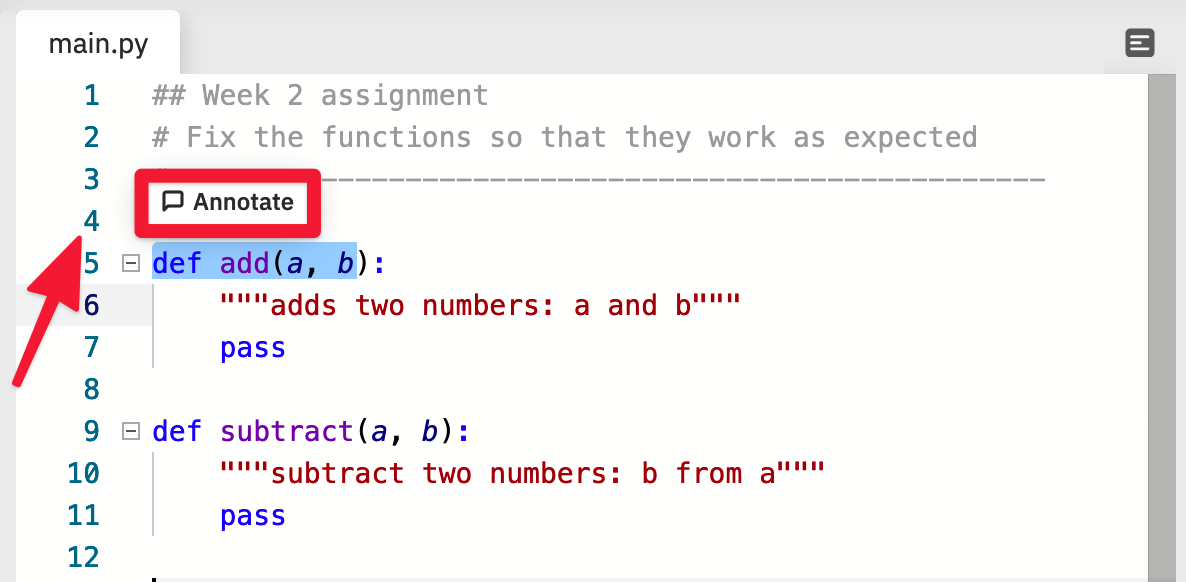 main.py
1 ## Week 2 assignment
2 # Fix the functions so that they work as expected
3 -------------------------------------------
Annotate
4
5 def add(a, b):
6     """adds two numbers: a and b"""
7     pass
8
9 def subtract(a, b):
10     """subtract two numbers: b from a"""
11     pass
12